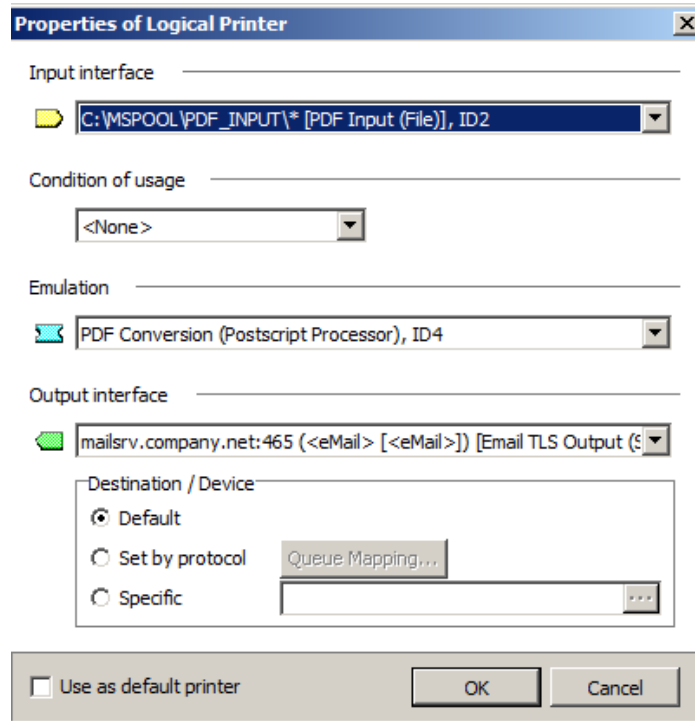 Properties of Logical Printer
Input interface
C:\MSPOOL\PDF_INPUT\* [PDF Input (File)], ID2
Condition of usage
<None>
Emulation
PDF Conversion (Postscript Processor), ID4
Output interface
mailsrv.company.net:465 (<eMail> [<eMail>]) [Email TLS Output (S
Destination / Device
Default
Set by protocol Queue Mapping...
Specific ...
Use as default printer OK Cancel